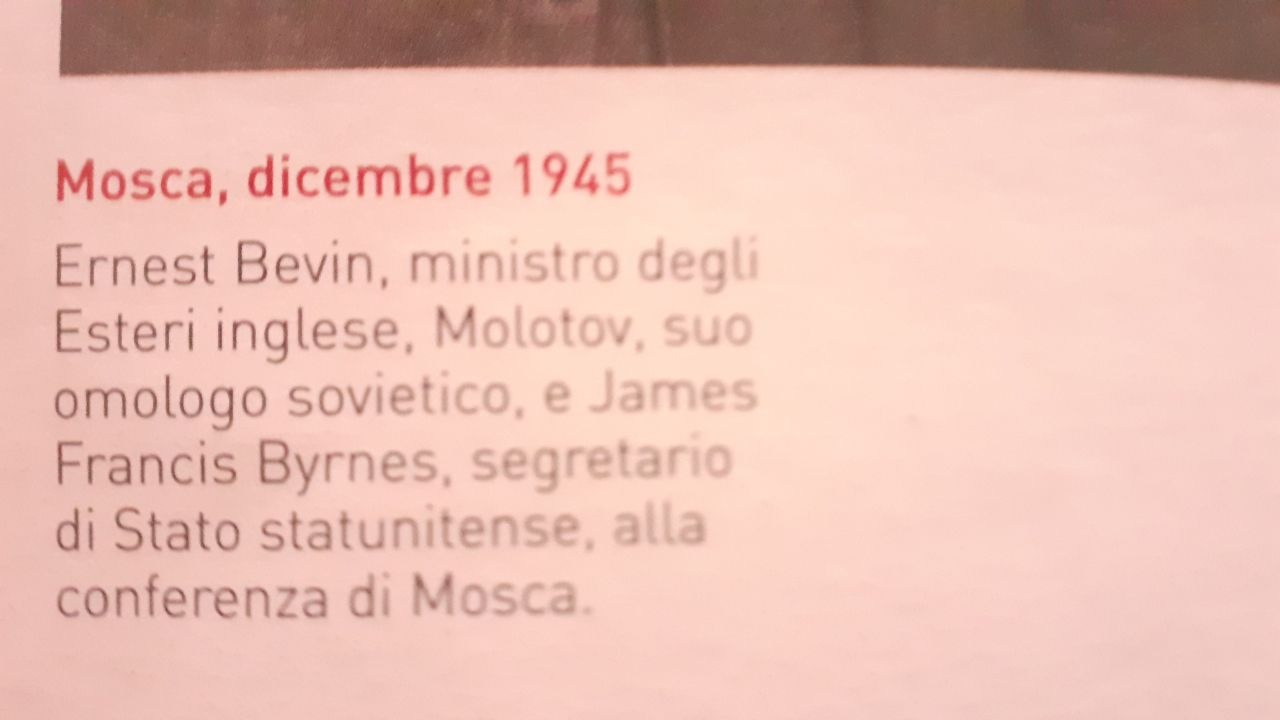 Mosca, dicembre 1945
Ernest Bevin, ministro degli
Esteri inglese, Molotov, suo
omologo sovietico, e James
Francis Byrnes, segretario
di Stato statunitense, alla
conferenza di Mosca.